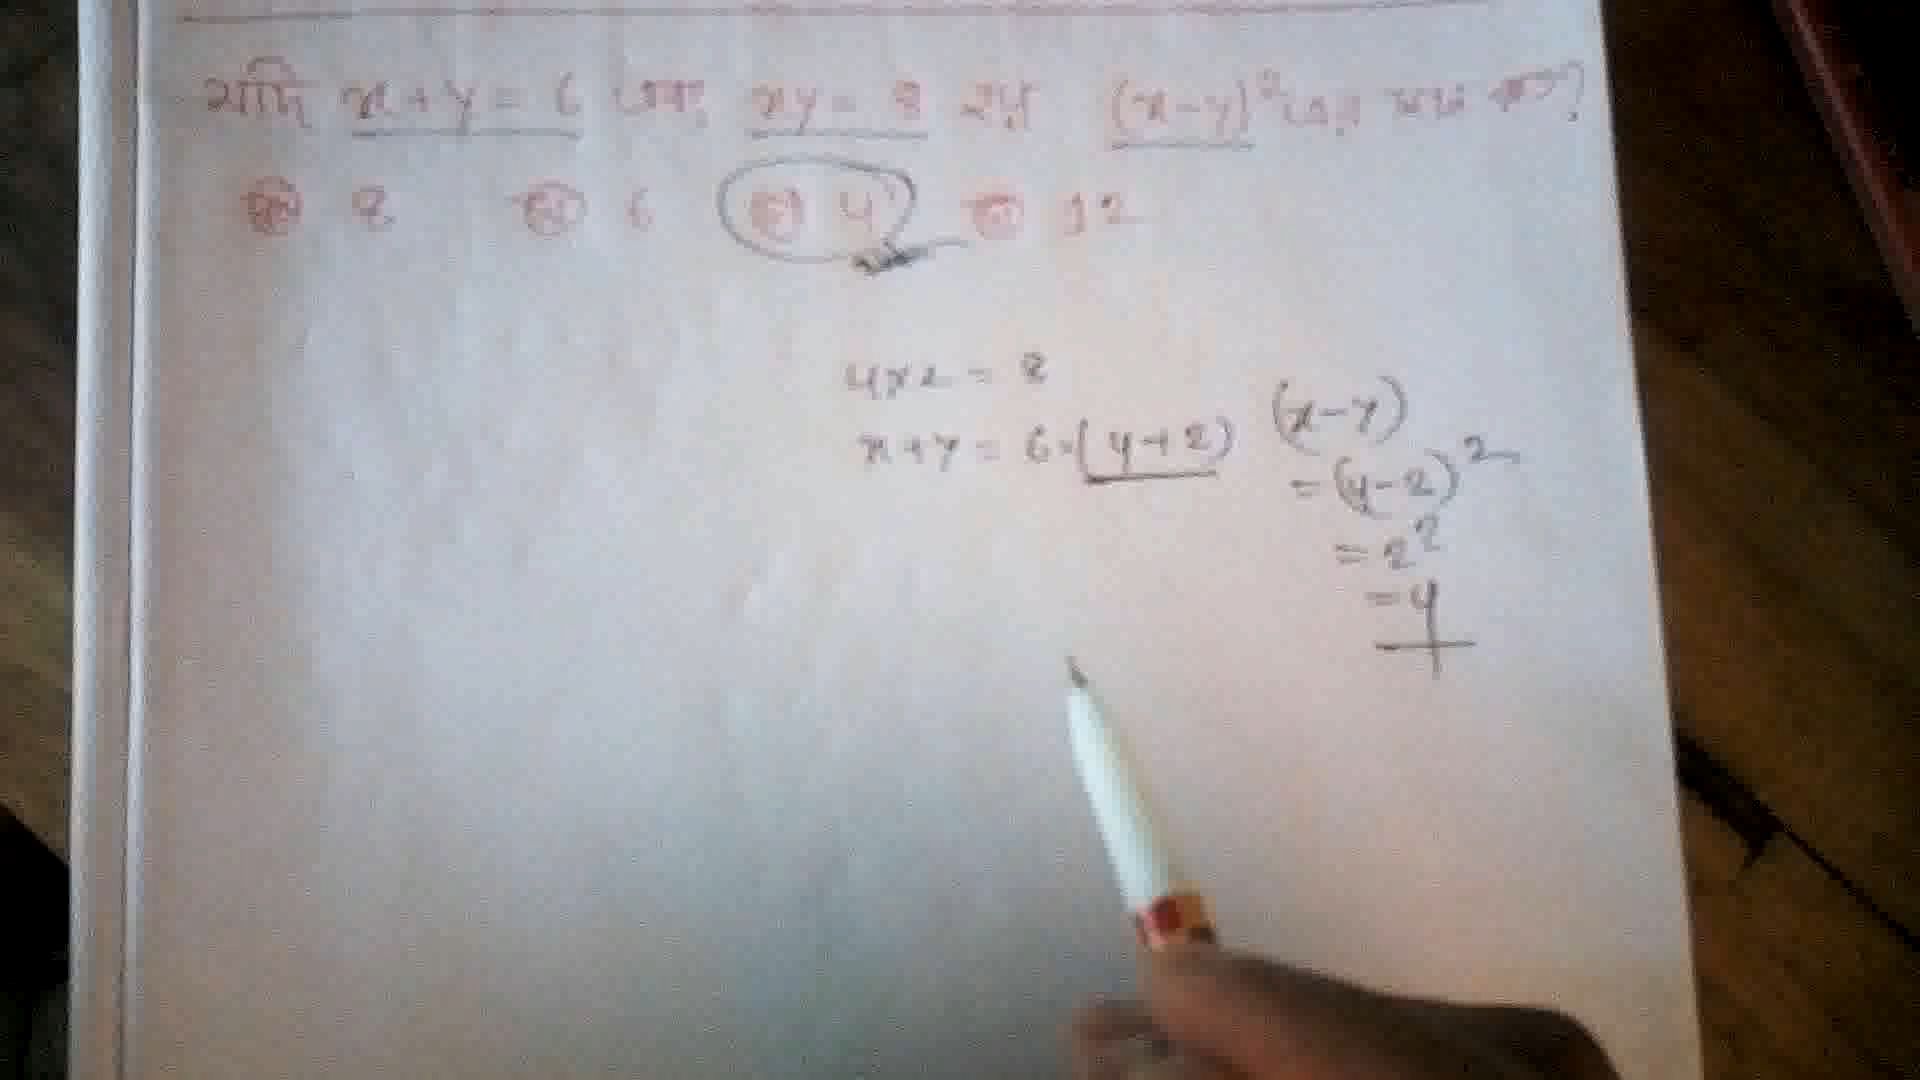 যদি x+y = 6 এবং xy = 8 হয় (x-y)² এর মান কত?
ক 8 খ 6 গ 4 ঘ 12
4×2 = 8
x+y = 6 = (4+2)
(x-y)
= (4-2)²
= 2²
= 4